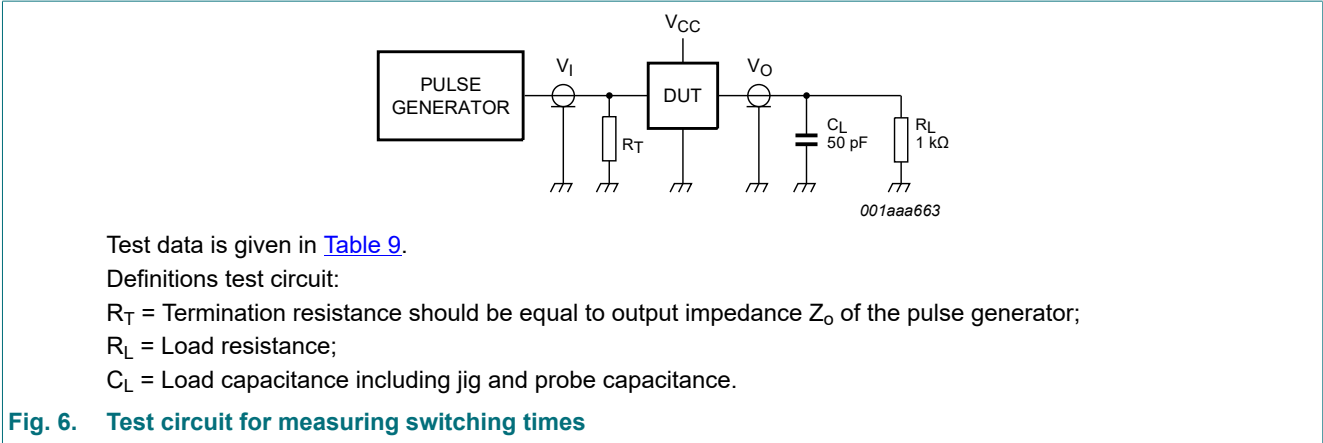 VCC
PULSE
GENERATOR
VI
RT
DUT
VO
CL
50 pF
RL
1 kΩ
001aaa663
Test data is given in Table 9.
Definitions test circuit:
RT = Termination resistance should be equal to output impedance Zo of the pulse generator;
RL = Load resistance;
CL = Load capacitance including jig and probe capacitance.
Fig. 6. Test circuit for measuring switching times